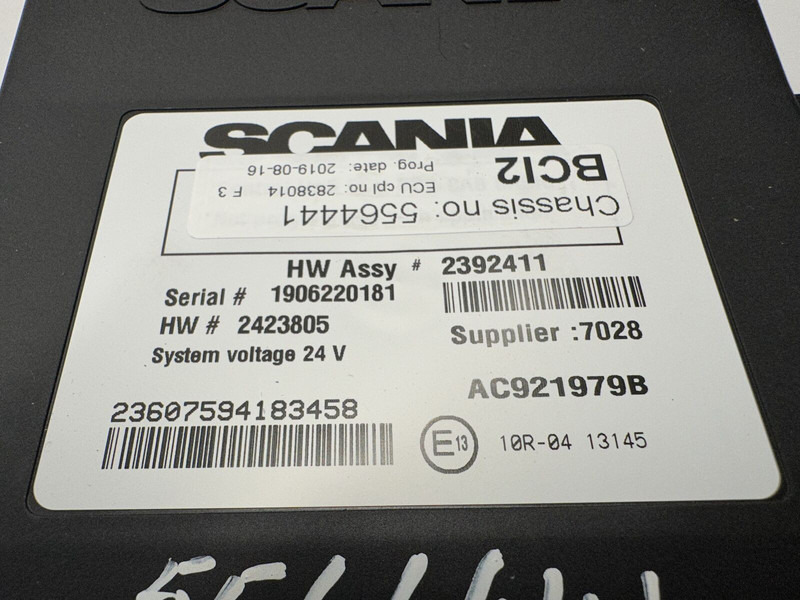 SCANIA
SCANIA
Chassis no: 5564441
ECU cpl no: 2838014 F 3
Prog. date: 2019-08-16
BCI2
HW Assy # 2392411
Serial # 1906220181
HW # 2423805
Supplier :7028
System voltage 24 V
AC921979B
23607594183458
E13 10R-04 13145